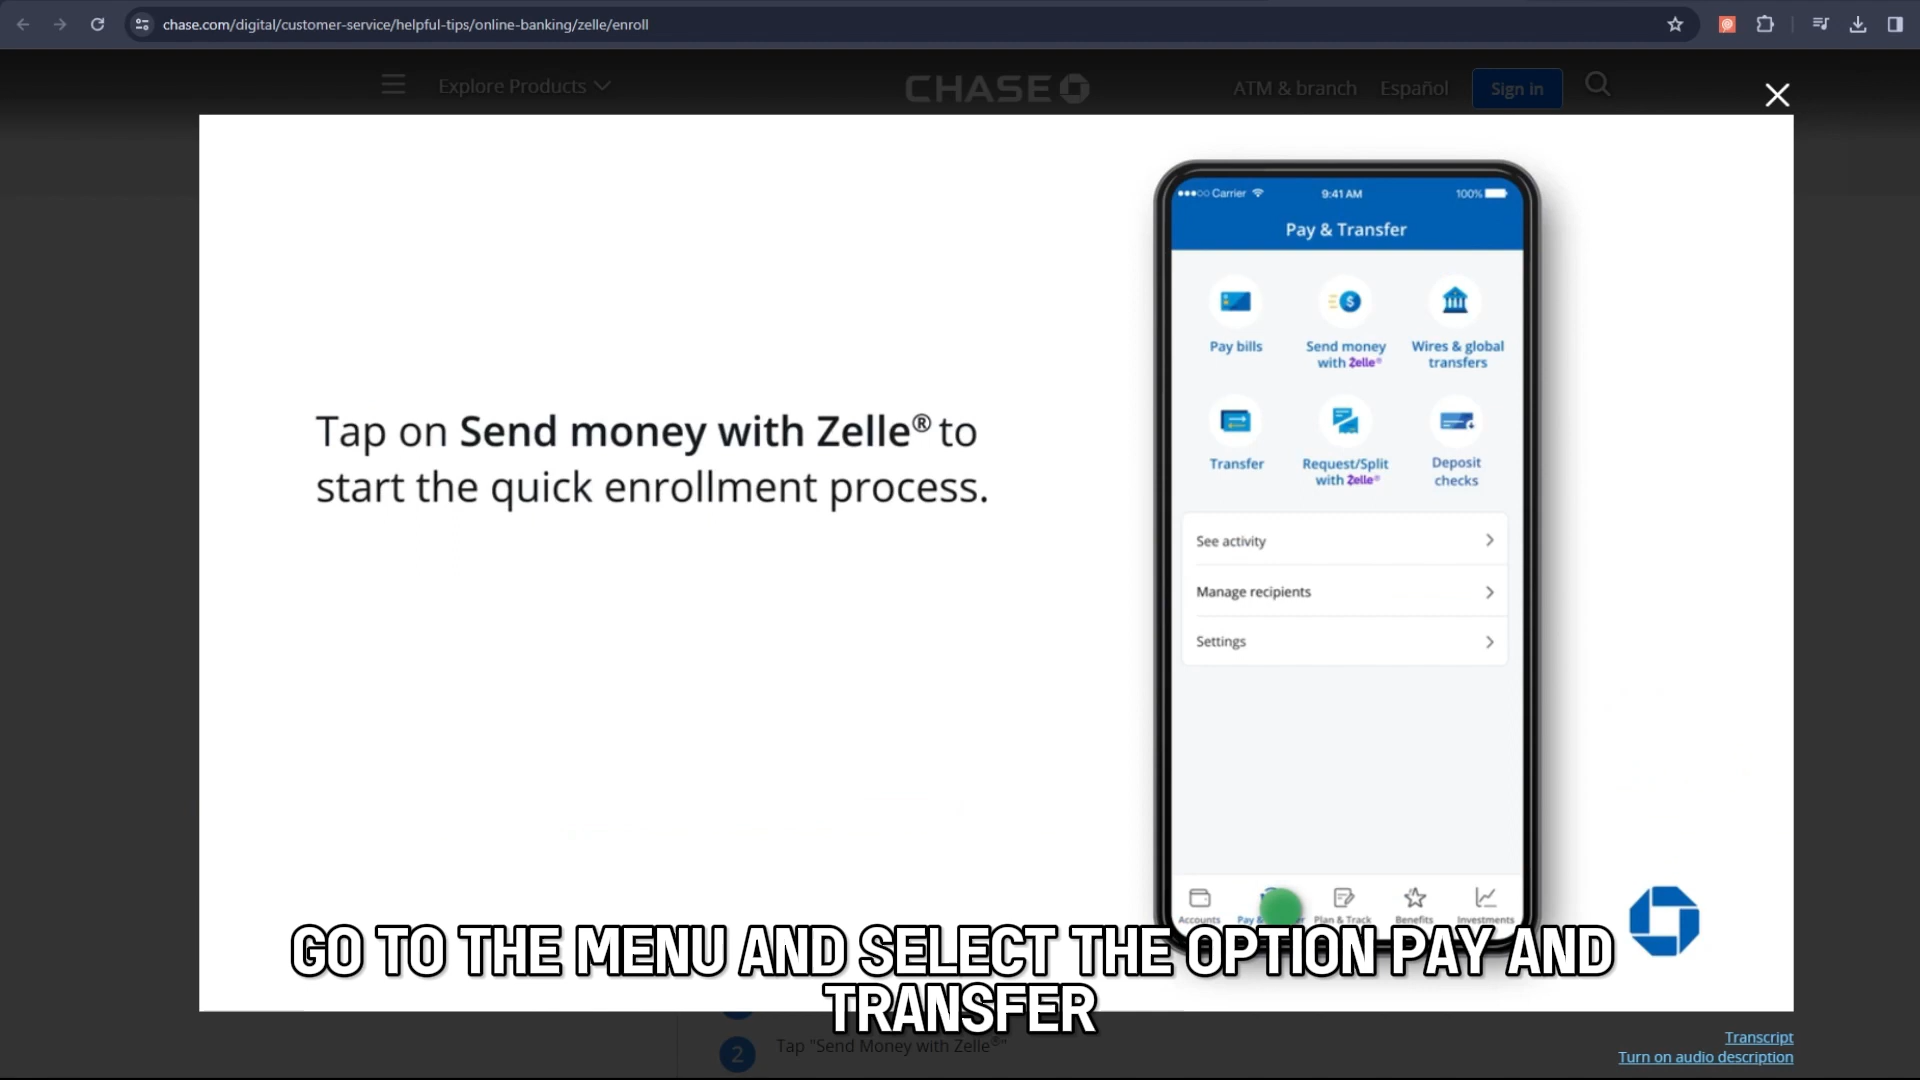 chase.com/digital/customer-service/helpful-tips/online-banking/zelle/enroll
Explore Products
CHASE
ATM & branch
Español
Sign in
Carrier
9:41 AM
100%
Pay & Transfer
Pay bills
Send money
with Zelle®
Wires & global
transfers
Transfer
Request/Split
with Zelle®
Deposit
checks
Tap on Send money with Zelle® to
start the quick enrollment process.
See activity
Manage recipients
Settings
Accounts
Pay &
Plan & Track
Benefits
Investments
GO TO THE MENU AND SELECT THE OPTION PAY AND
TRANSFER
2
Tap "Send Money with Zelle®"
Transcript
Turn on audio description